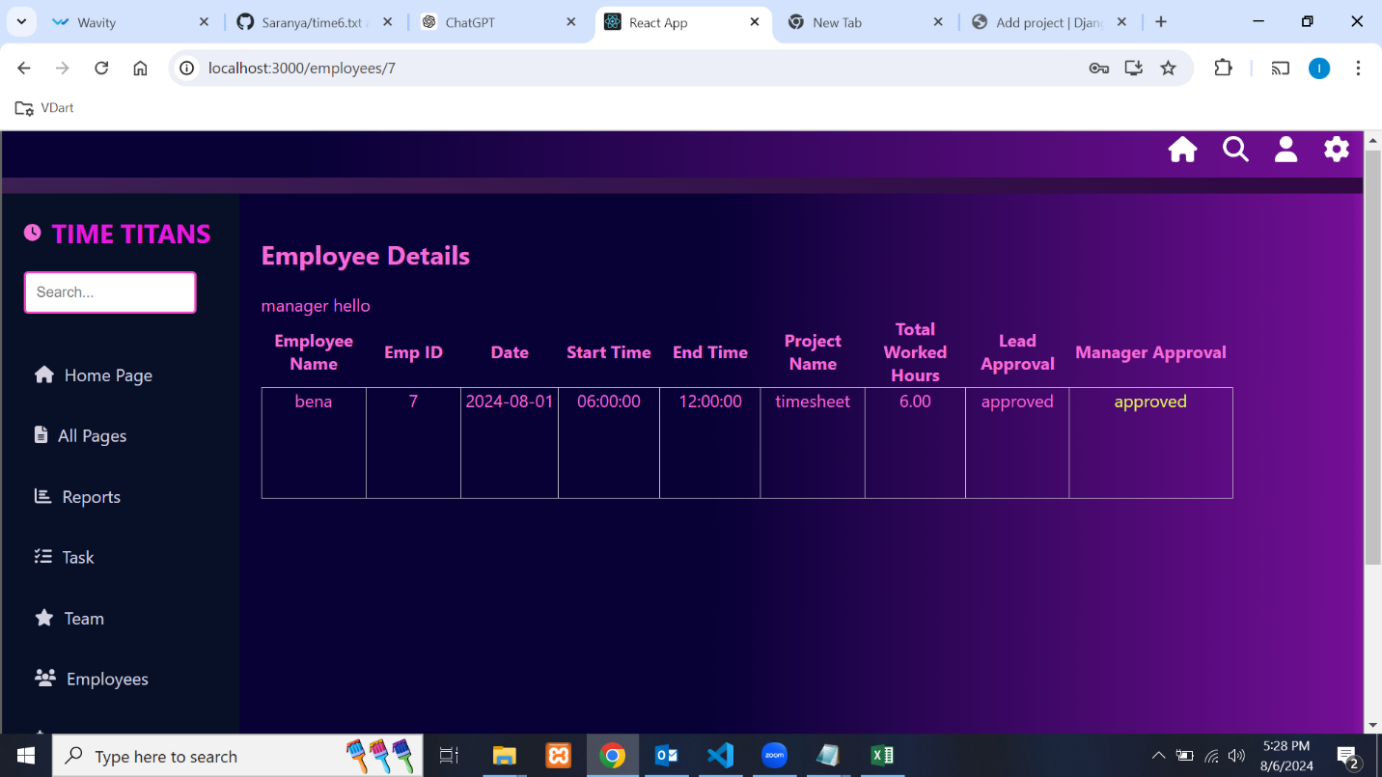 Wavity
Saranya/time6.txt
ChatGPT
React App
New Tab
Add project | Djan
localhost:3000/employees/7
I
VDart
TIME TITANS
Search...
Home Page
All Pages
Reports
Task
Team
Employees
Employee Details
manager hello
Employee Name Emp ID Date Start Time End Time Project Name Total Worked Hours Lead Approval Manager Approval
bena 7 2024-08-01 06:00:00 12:00:00 timesheet 6.00 approved approved
Type here to search
zoom
5:28 PM
8/6/2024
2